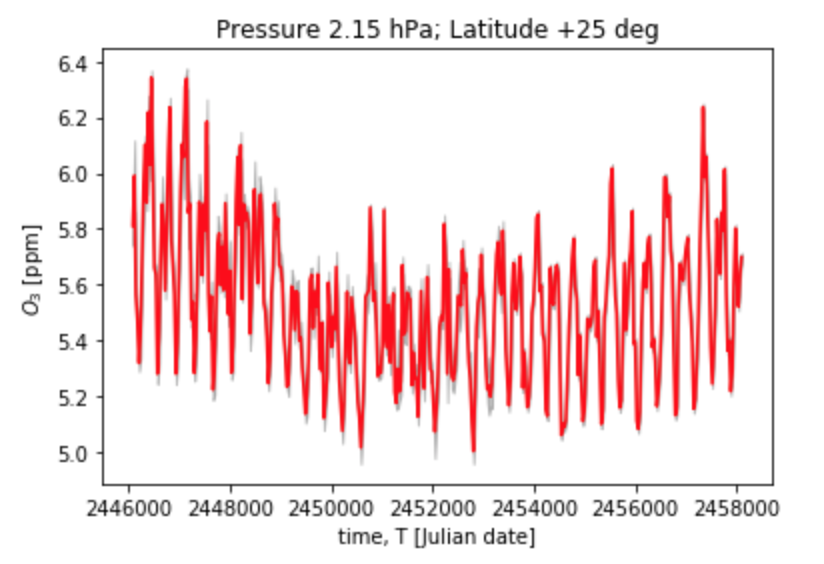 Pressure 2.15 hPa; Latitude +25 deg
6.4
6.2
6.0
5.8
5.6
5.4
5.2
5.0
O₃ [ppm]
2446000 2448000 2450000 2452000 2454000 2456000 2458000
time, T [Julian date]